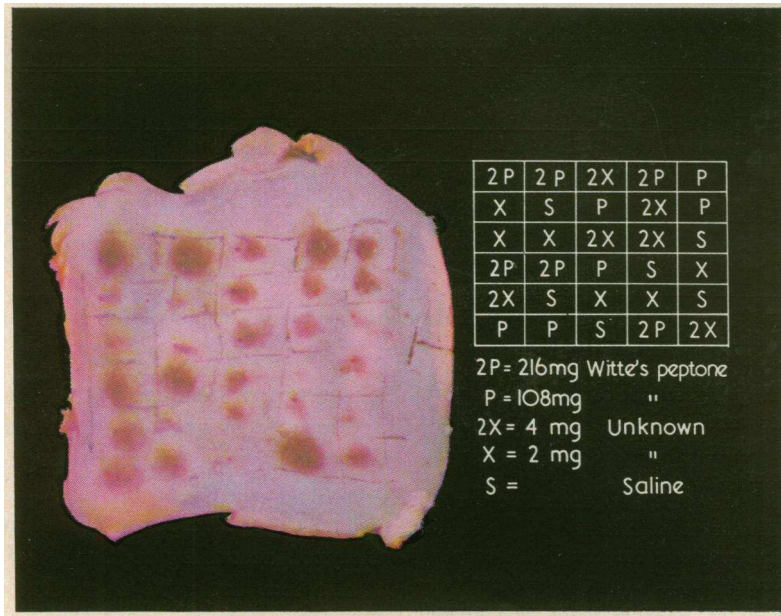 2P 2P 2X 2P P
X S P 2X P
X X 2X 2X S
2P 2P P S X
2X S X X S
P P S 2P 2X
2P = 216mg Witte's peptone
P = 108mg "
2X = 4 mg Unknown
X = 2 mg "
S = Saline